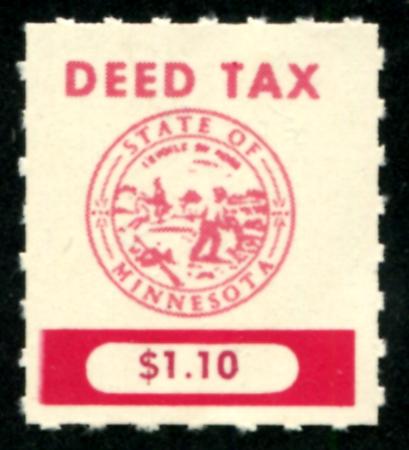 DEED TAX
STATE OF
MINNESOTA
$1.10